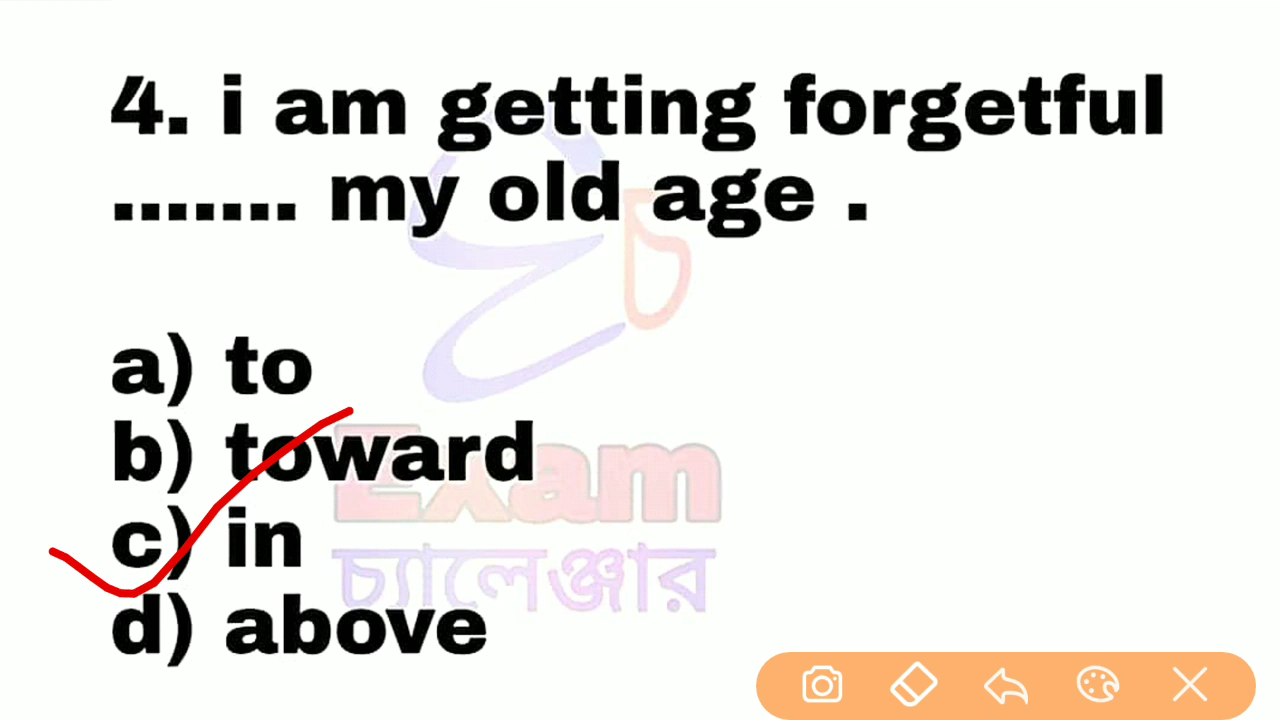 4. i am getting forgetful
....... my old age .
a) to
b) toward
c) in
d) above
চ
Exam
চ্যালেঞ্জার